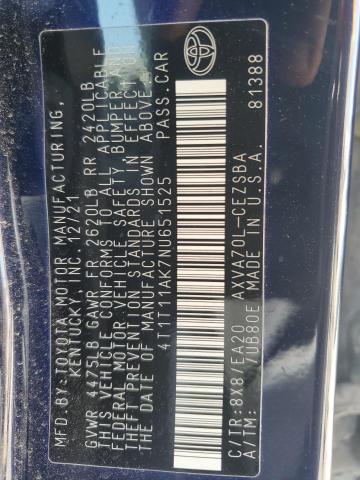 MFD.BY:TOYOTA MOTOR MANUFACTURING,
KENTUCKY, INC. 12/21
GVWR 4475LB GAWR FR 2620LB RR 2420LB
THIS VEHICLE CONFORMS TO ALL APPLICABLE
FEDERAL MOTOR VEHICLE SAFETY, BUMPER, AND
THEFT PREVENTION STANDARDS IN EFFECT ON
THE DATE OF MANUFACTURE SHOWN ABOVE.
4T1T11AK7NU651525 PASS.CAR
C/TR:8X8/EA20 AXVA70L-CEZSBA
A/TM: /UB80E MADE IN U.S.A. 81388